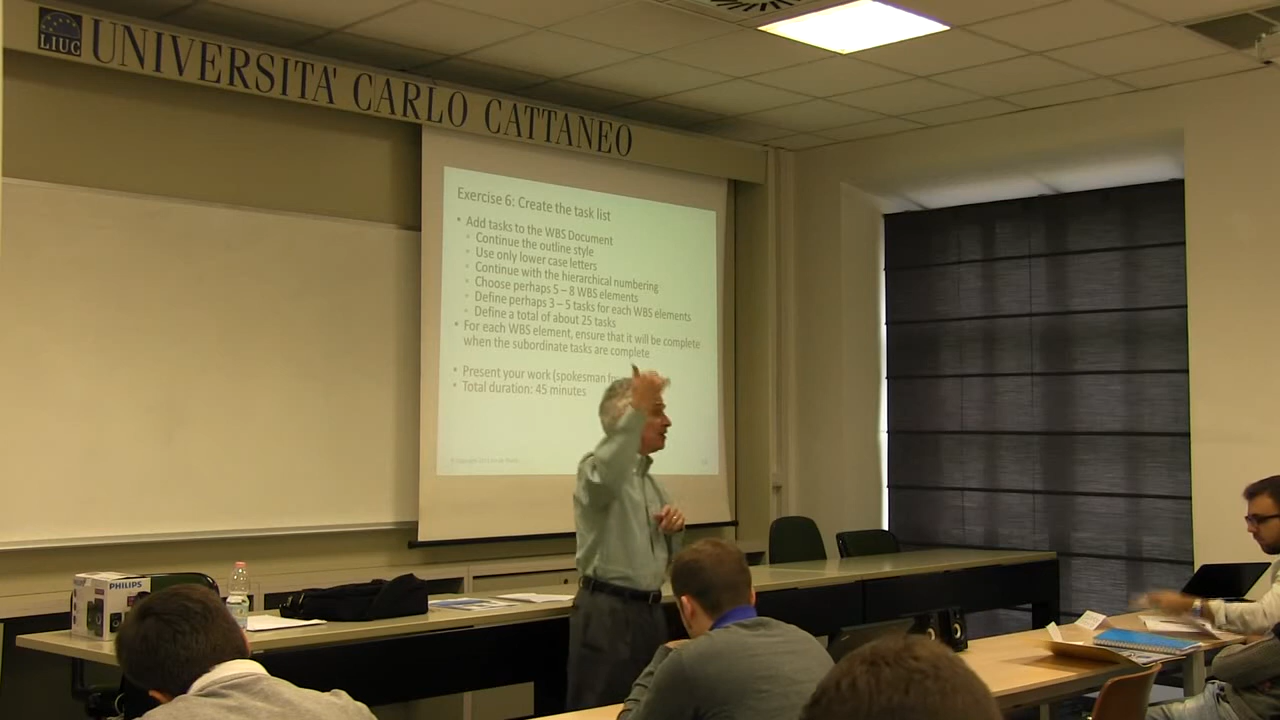 LIUC
UNIVERSITA' CARLO CATTANEO
Exercise 6: Create the task list
• Add tasks to the WBS Document
• Continue the outline style
• Use only lower case letters
• Continue with the hierarchical numbering
• Choose perhaps 5 – 8 WBS elements
• Define perhaps 3 – 5 tasks for each WBS elements
• Define a total of about 25 tasks
• For each WBS element, ensure that it will be complete
when the subordinate tasks are complete
• Present your work (spokesman
• Total duration: 45 minutes
PHILIPS